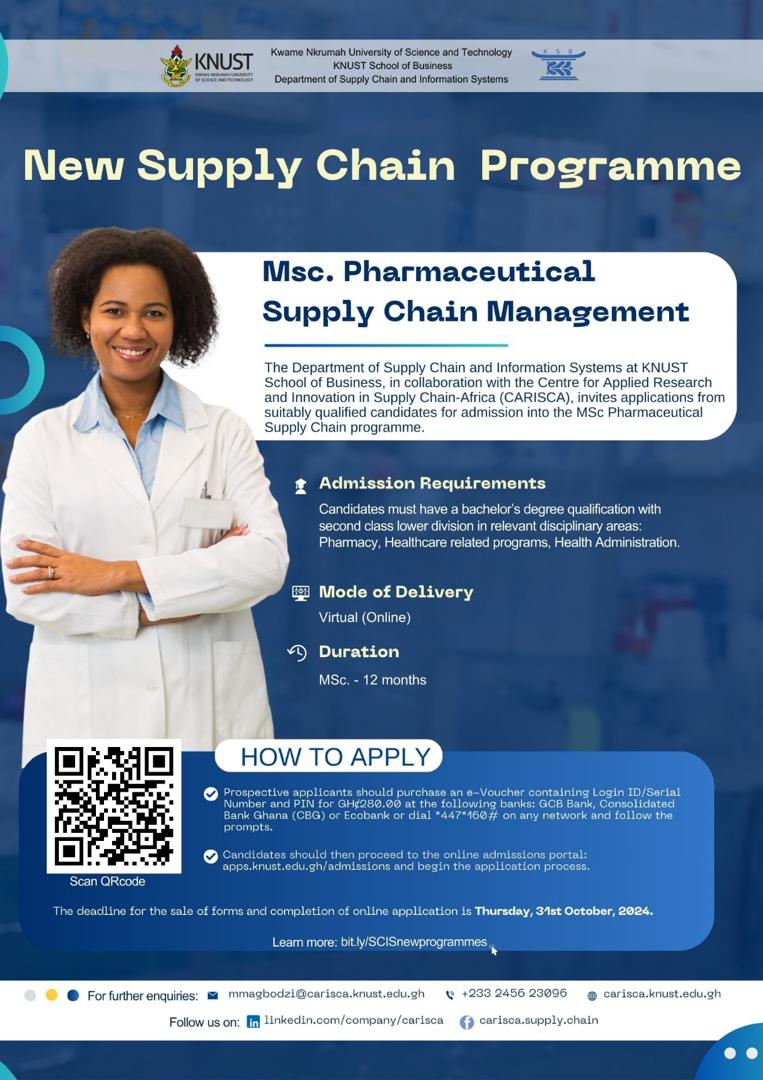 KNUST
KWAME NKRUMAH UNIVERSITY
OF SCIENCE AND TECHNOLOGY
Kwame Nkrumah University of Science and Technology
KNUST School of Business
Department of Supply Chain and Information Systems
K S B
New Supply Chain Programme
Msc. Pharmaceutical
Supply Chain Management
The Department of Supply Chain and Information Systems at KNUST
School of Business, in collaboration with the Centre for Applied Research
and Innovation in Supply Chain-Africa (CARISCA), invites applications from
suitably qualified candidates for admission into the MSc Pharmaceutical
Supply Chain programme.
Admission Requirements
Candidates must have a bachelor's degree qualification with
second class lower division in relevant disciplinary areas:
Pharmacy, Healthcare related programs, Health Administration.
Mode of Delivery
Virtual (Online)
Duration
MSc. - 12 months
HOW TO APPLY
Prospective applicants should purchase an e-Voucher containing Login ID/Serial
Number and PIN for GH₵280.00 at the following banks: GCB Bank, Consolidated
Bank Ghana (CBG) or Ecobank or dial *447*160# on any network and follow the
prompts.
Candidates should then proceed to the online admissions portal:
apps.knust.edu.gh/admissions and begin the application process.
Scan QRcode
The deadline for the sale of forms and completion of online application is Thursday, 31st October, 2024.
Learn more: bit.ly/SCISnewprogrammes
For further enquiries: mmagbodzi@carisca.knust.edu.gh +233 2456 23096 carisca.knust.edu.gh
Follow us on: linkedin.com/company/carisca carisca.supply.chain